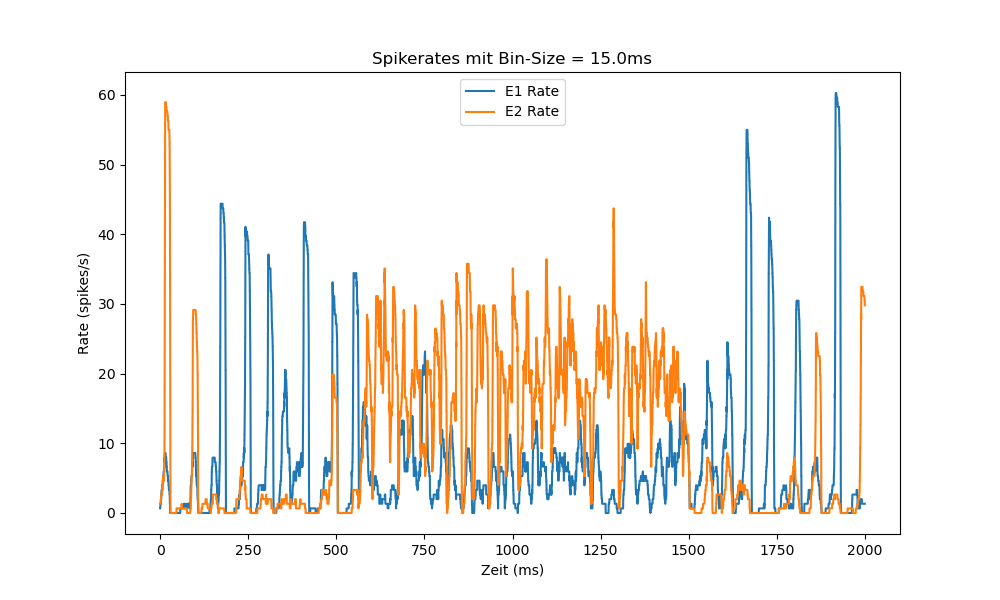 Spikerates mit Bin-Size = 15.0ms
E1 Rate
E2 Rate
Rate (spikes/s)
60
50
40
30
20
10
0
0 250 500 750 1000 1250 1500 1750 2000
Zeit (ms)